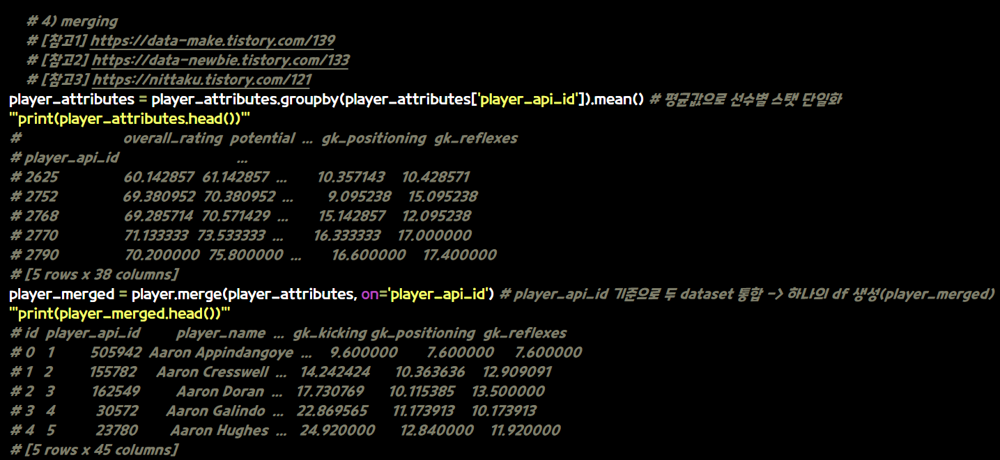 # 4) merging
# [참고1] https://data-make.tistory.com/139
# [참고2] https://data-newbie.tistory.com/133
# [참고3] https://nittaku.tistory.com/121
player_attributes = player_attributes.groupby(player_attributes['player_api_id']).mean() # 평균값으로 선수별 스탯 단일화
'''print(player_attributes.head())'''
# overall_rating potential ... gk_positioning gk_reflexes
# player_api_id ...
# 2625 60.142857 61.142857 ... 10.357143 10.428571
# 2752 69.380952 70.380952 ... 9.095238 15.095238
# 2768 69.285714 70.571429 ... 15.142857 12.095238
# 2770 71.133333 73.533333 ... 16.333333 17.000000
# 2790 70.200000 75.800000 ... 16.600000 17.400000
# [5 rows x 38 columns]
player_merged = player.merge(player_attributes, on='player_api_id') # player_api_id 기준으로 두 dataset 통합 -> 하나의 df 생성(player_merged)
'''print(player_merged.head())'''
# id player_api_id player_name ... gk_kicking gk_positioning gk_reflexes
# 0 1 505942 Aaron Appindangoye ... 9.600000 7.600000 7.600000
# 1 2 155782 Aaron Cresswell ... 14.242424 10.363636 12.909091
# 2 3 162549 Aaron Doran ... 17.730769 10.115385 13.500000
# 3 4 30572 Aaron Galindo ... 22.869565 11.173913 10.173913
# 4 5 23780 Aaron Hughes ... 24.920000 12.840000 11.920000
# [5 rows x 45 columns]